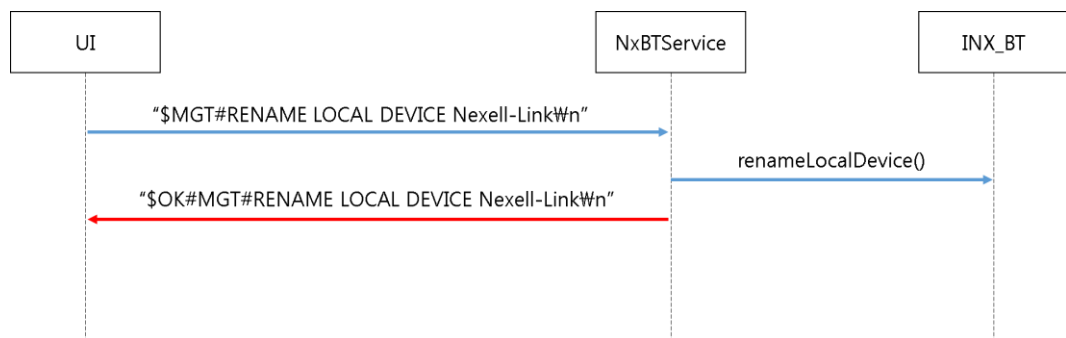 UI
NxBTService
INX_BT
“$MGT#RENAME LOCAL DEVICE Nexell-Link₩n”
renameLocalDevice()
“$OK#MGT#RENAME LOCAL DEVICE Nexell-Link₩n”